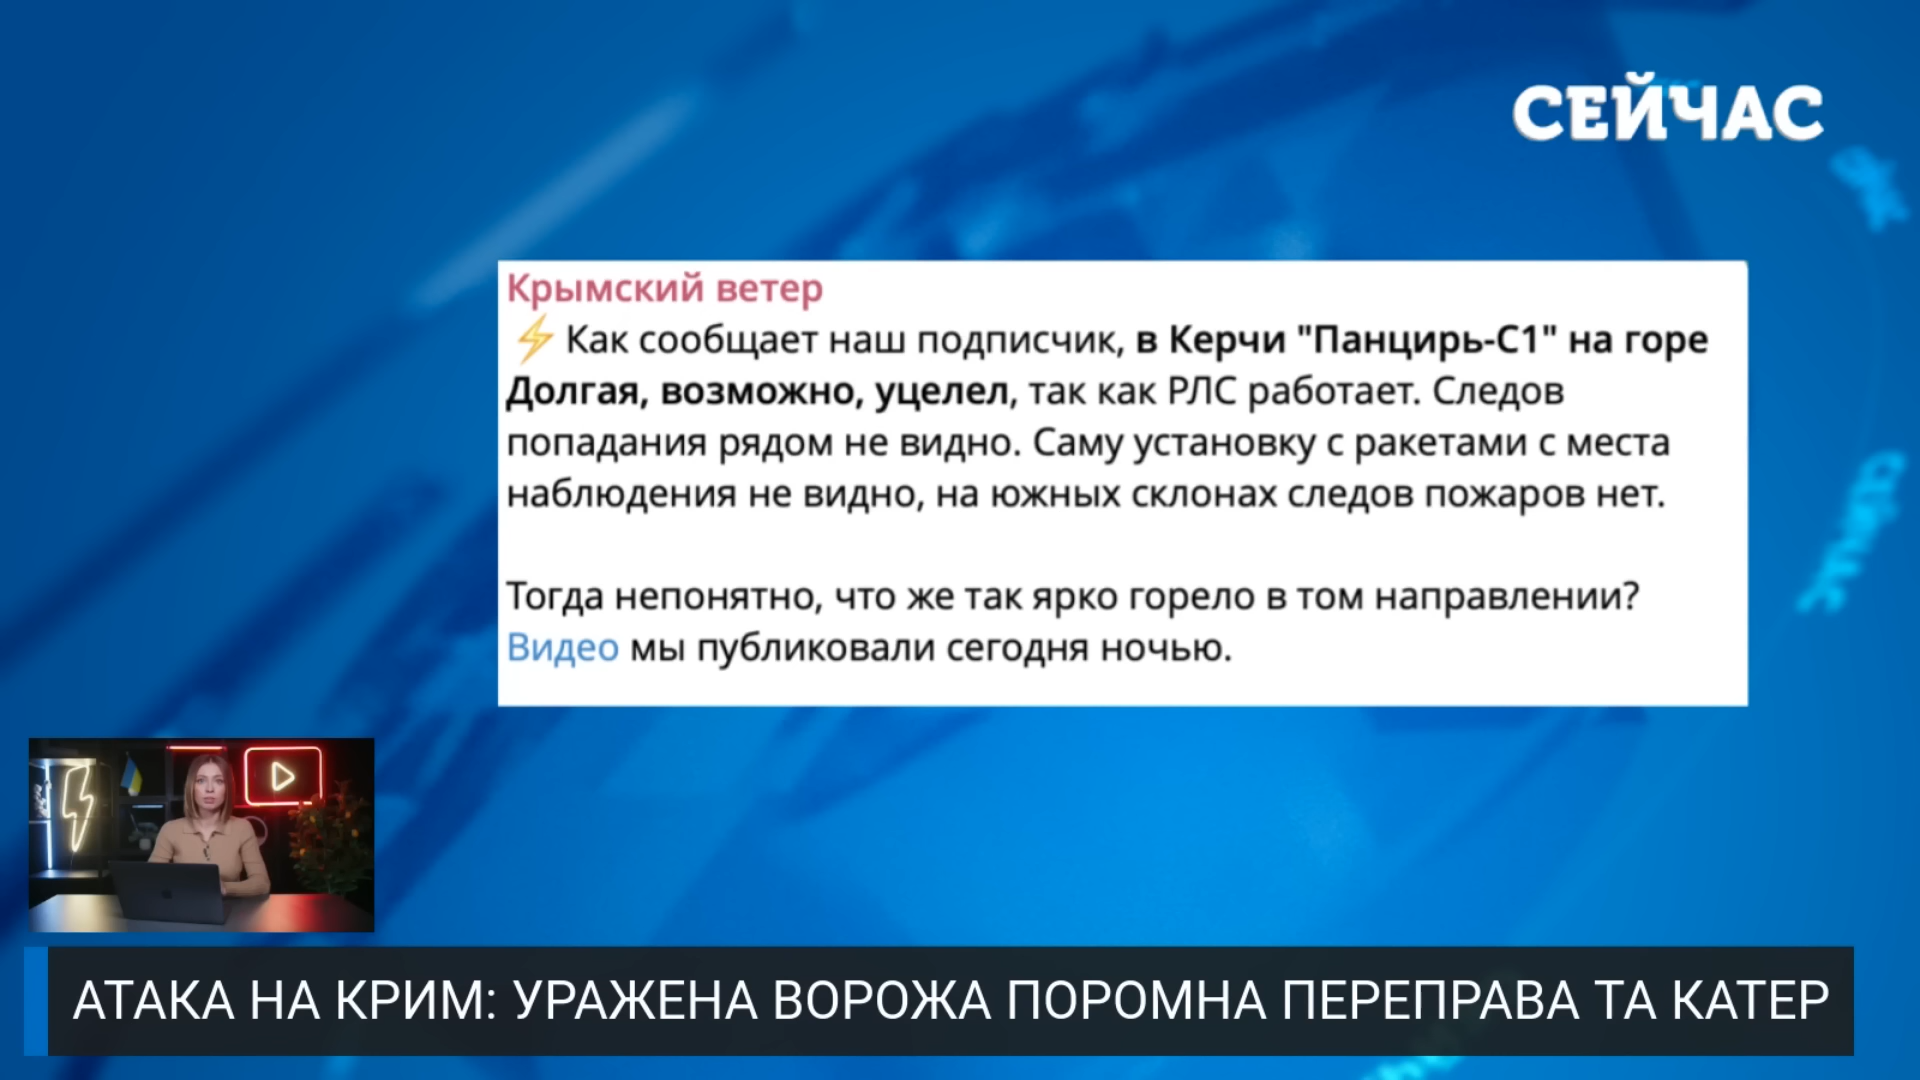 СЕЙЧАС
Крымский ветер
⚡ Как сообщает наш подписчик, в Керчи "Панцирь-С1" на горе
Долгая, возможно, уцелел, так как РЛС работает. Следов
попадания рядом не видно. Саму установку с ракетами с места
наблюдения не видно, на южных склонах следов пожаров нет.
Тогда непонятно, что же так ярко горело в том направлении?
Видео мы публиковали сегодня ночью.
АТАКА НА КРИМ: УРАЖЕНА ВОРОЖА ПОРОМНА ПЕРЕПРАВА ТА КАТЕР